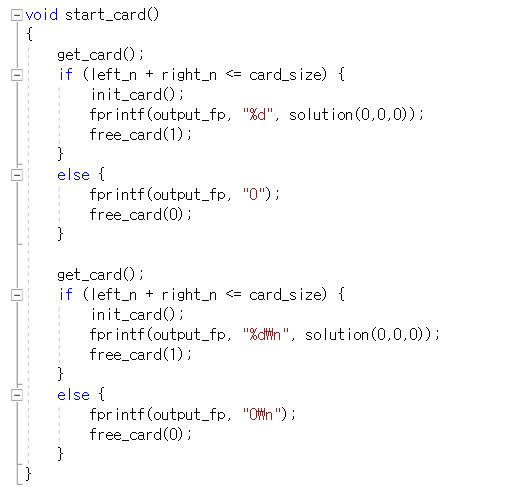 void start_card()
{
get_card();
if (left_n + right_n <= card_size) {
init_card();
fprintf(output_fp, "%d", solution(0,0,0));
free_card(1);
}
else {
fprintf(output_fp, "0");
free_card(0);
}
get_card();
if (left_n + right_n <= card_size) {
init_card();
fprintf(output_fp, "%d₩n", solution(0,0,0));
free_card(1);
}
else {
fprintf(output_fp, "0₩n");
free_card(0);
}
}